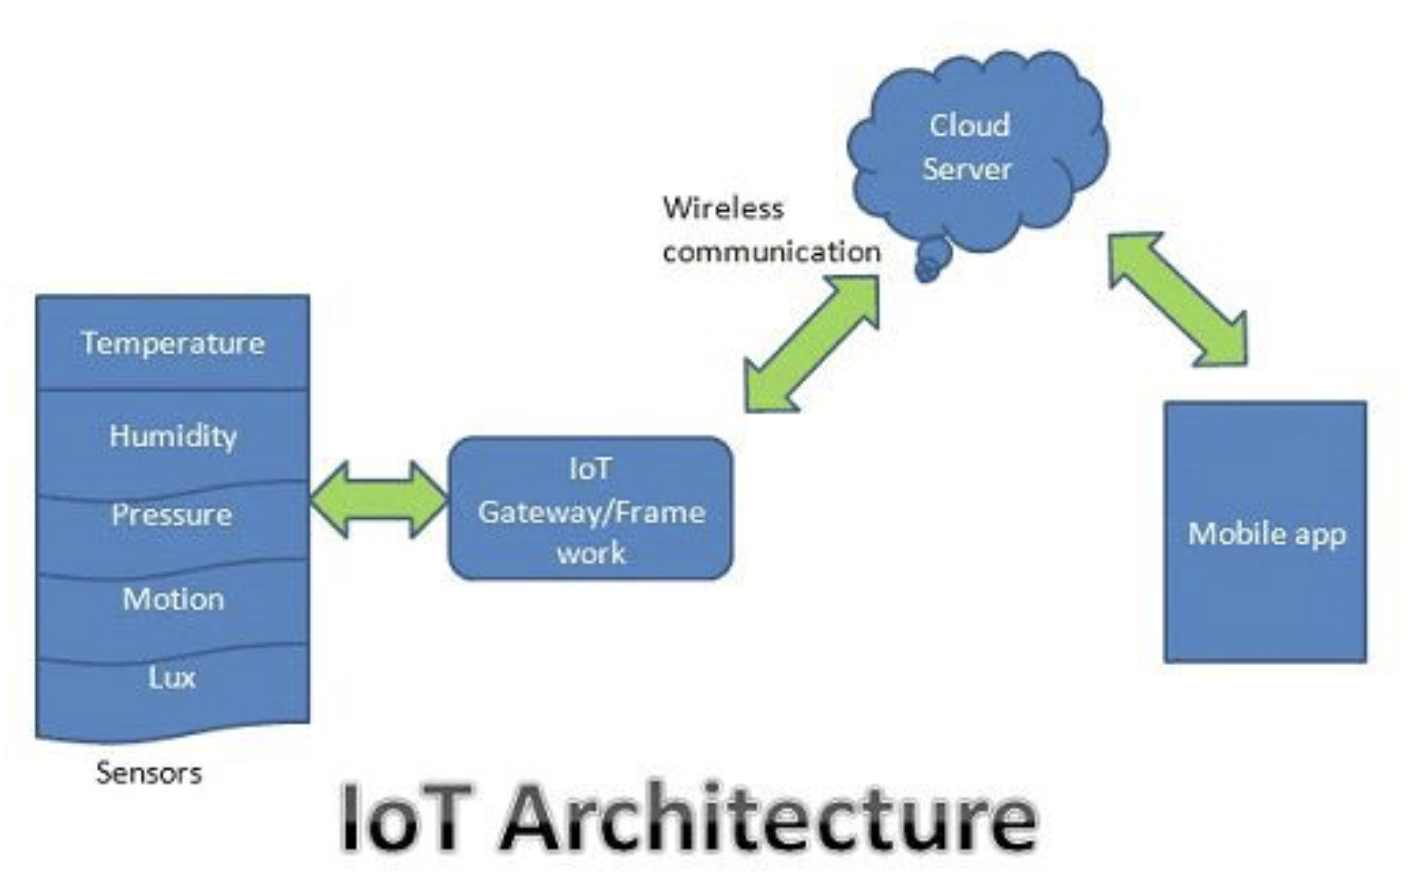 Cloud
Server
Wireless
communication
Temperature
Humidity
Pressure
Motion
Lux
Sensors
IoT
Gateway/Frame
work
Mobile app
IoT Architecture